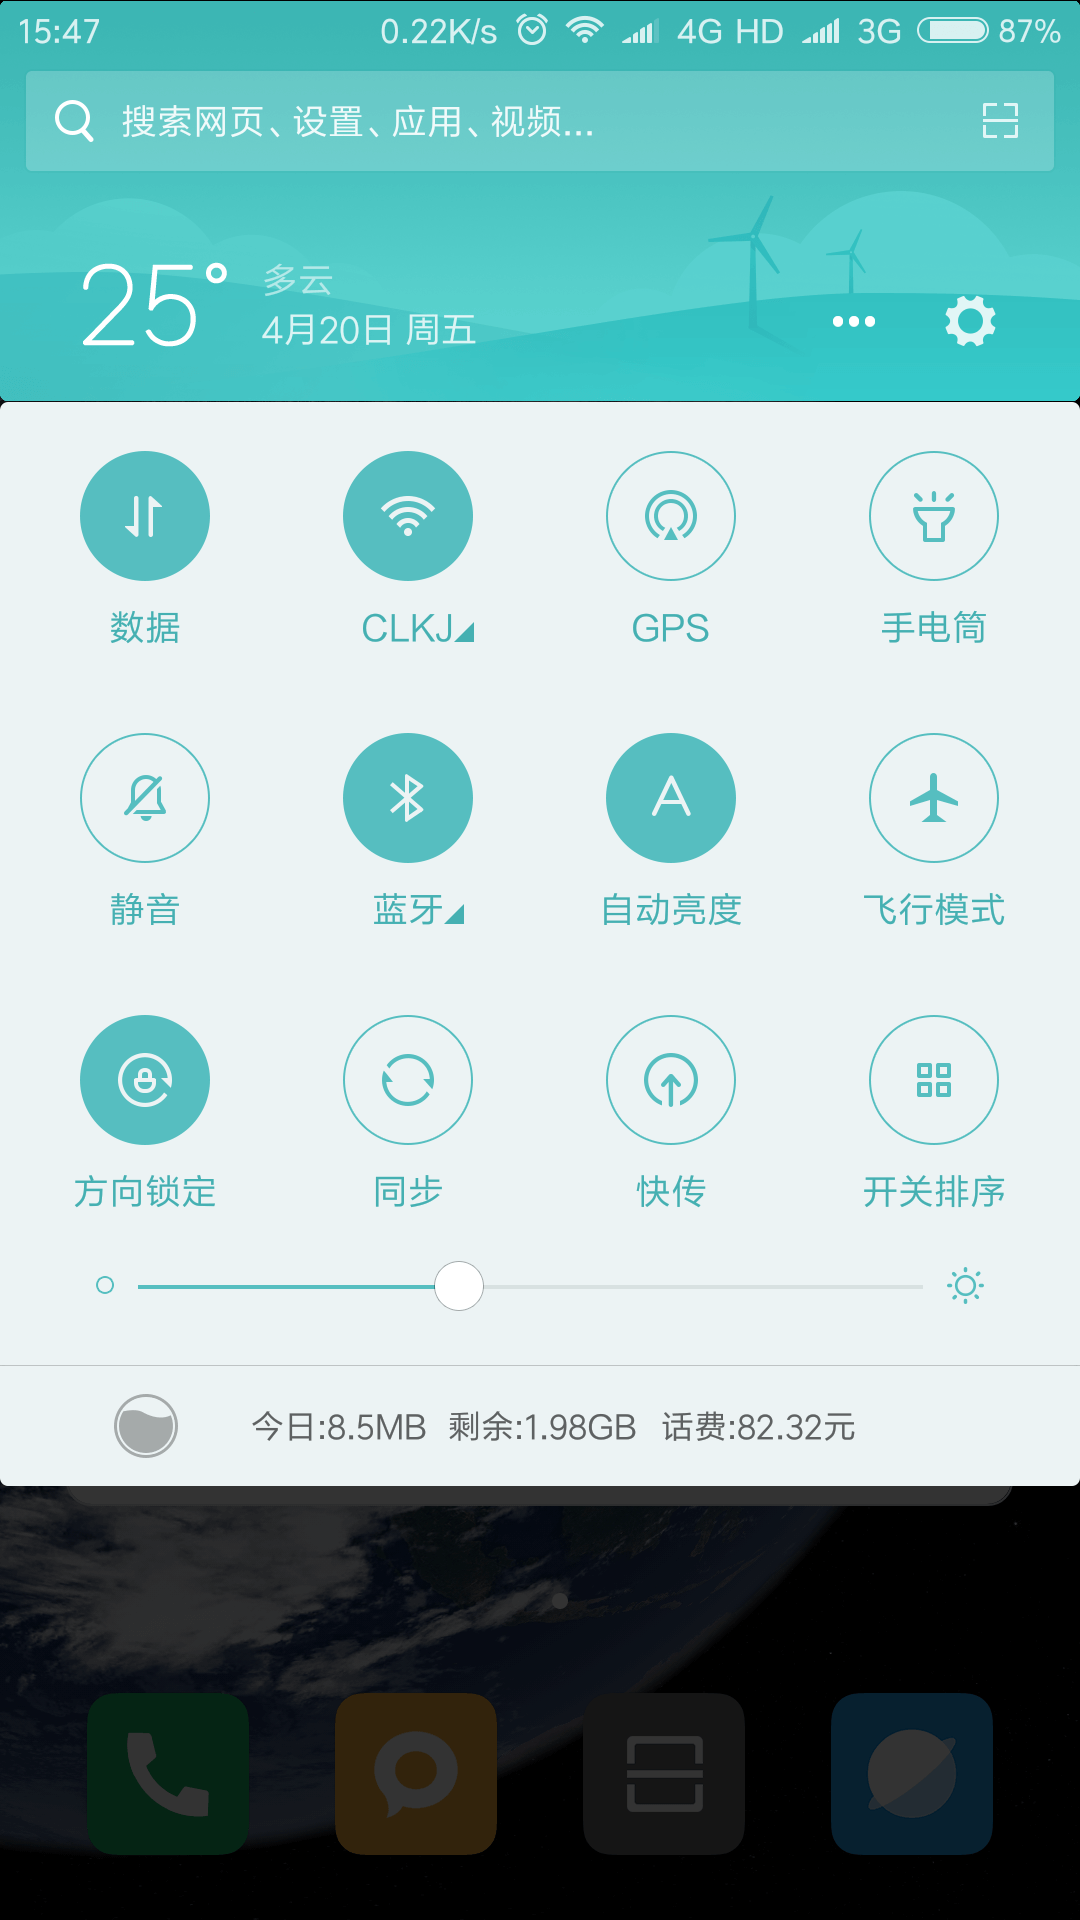 15:47 0.22K/s 4G HD 3G 87%
搜索网页、设置、应用、视频...
25°
多云
4月20日 周五
数据 CLKJ GPS 手电筒
静音 蓝牙 自动亮度 飞行模式
方向锁定 同步 快传 开关排序
今日:8.5MB 剩余:1.98GB 话费:82.32元